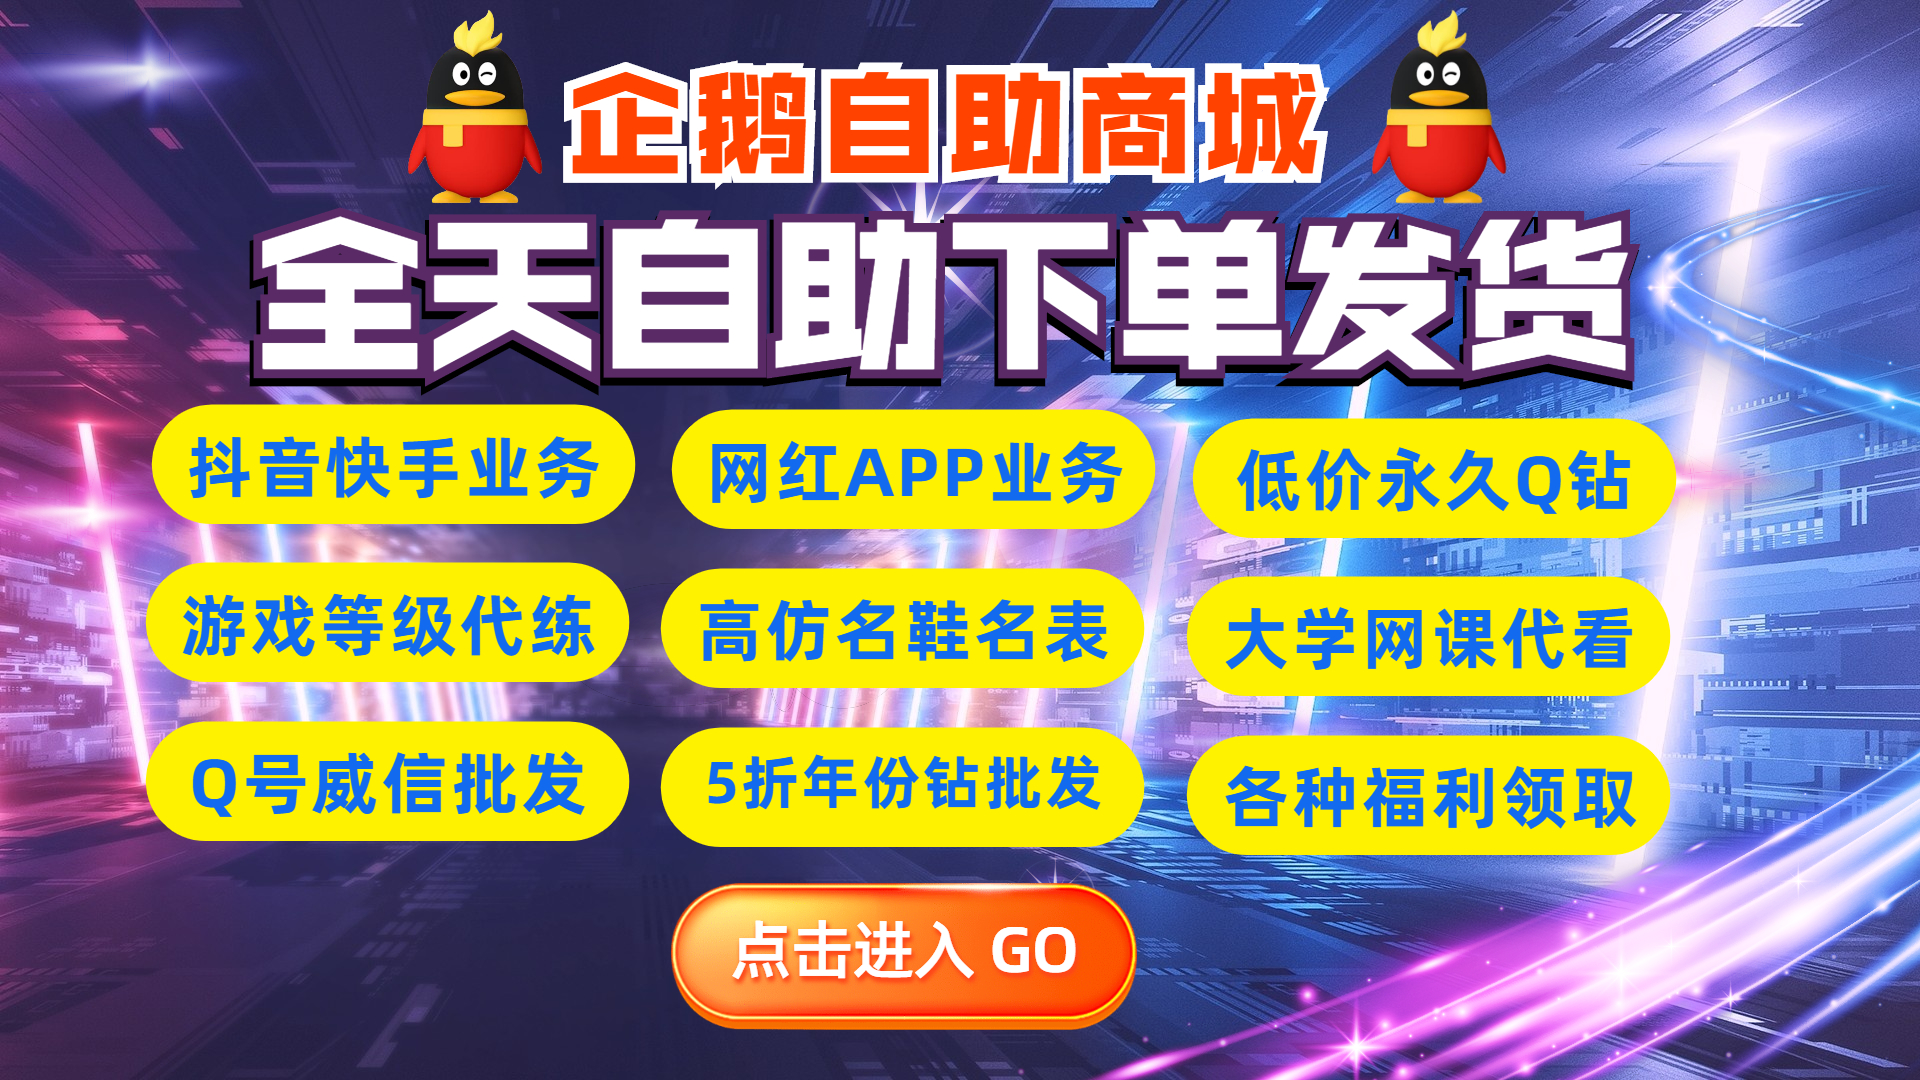 企鹅自助商城
全天自助下单发货
抖音快手业务
网红APP业务
低价永久Q钻
游戏等级代练
高仿名鞋名表
大学网课代看
Q号威信批发
5折年份钻批发
各种福利领取
点击进入 GO